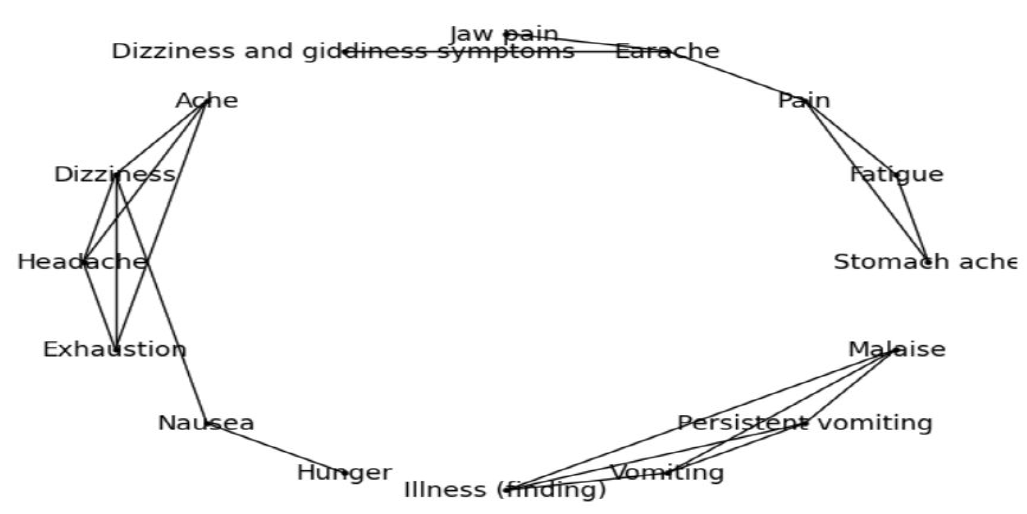 Jaw pain
Dizziness and giddiness symptoms
Earache
Ache
Pain
Dizziness
Fatigue
Headache
Stomach ache
Exhaustion
Malaise
Nausea
Persistent vomiting
Hunger
Vomiting
Illness (finding)